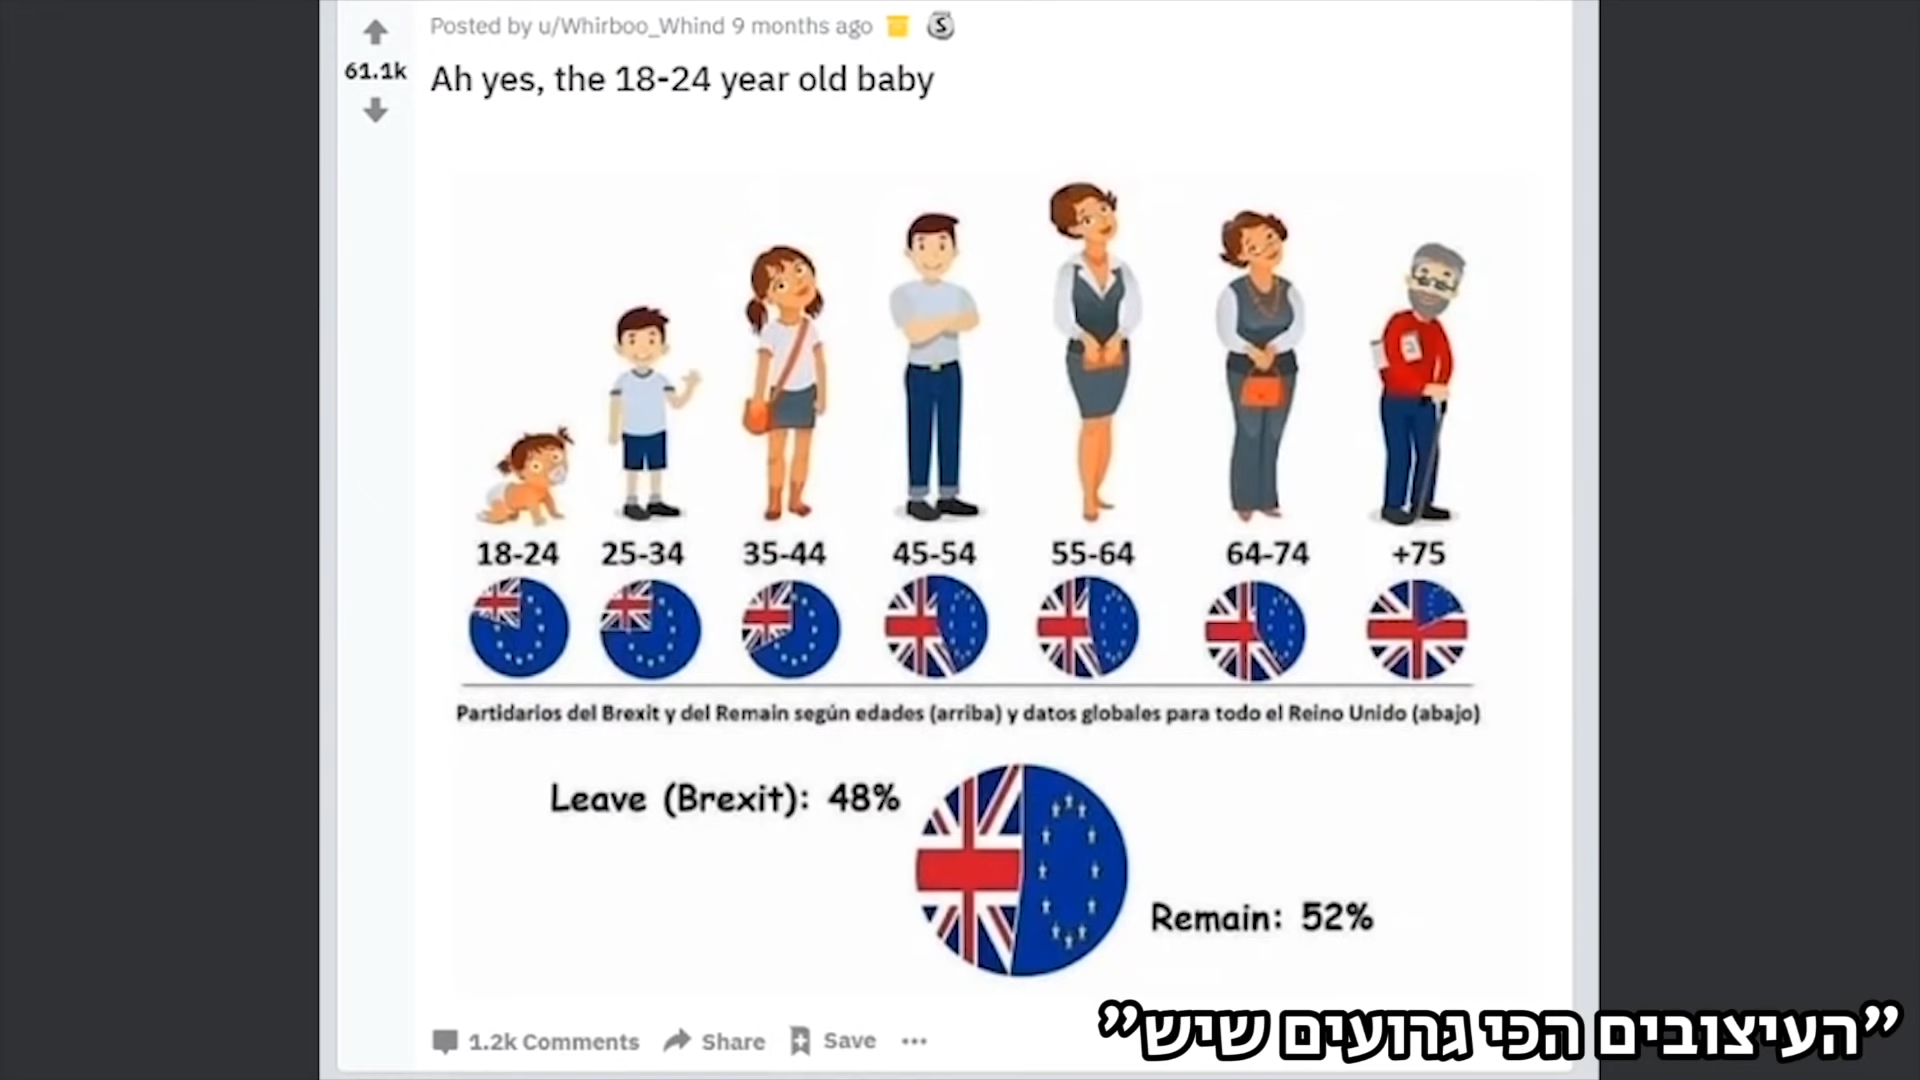 Posted by u/Whirboo_Whind 9 months ago
61.1k
Ah yes, the 18-24 year old baby
18-24 25-34 35-44 45-54 55-64 64-74 +75
Partidarios del Brexit y del Remain según edades (arriba) y datos globales para todo el Reino Unido (abajo)
Leave (Brexit): 48%
Remain: 52%
1.2k Comments Share Save
"העיצובים הכי גרועים שיש"